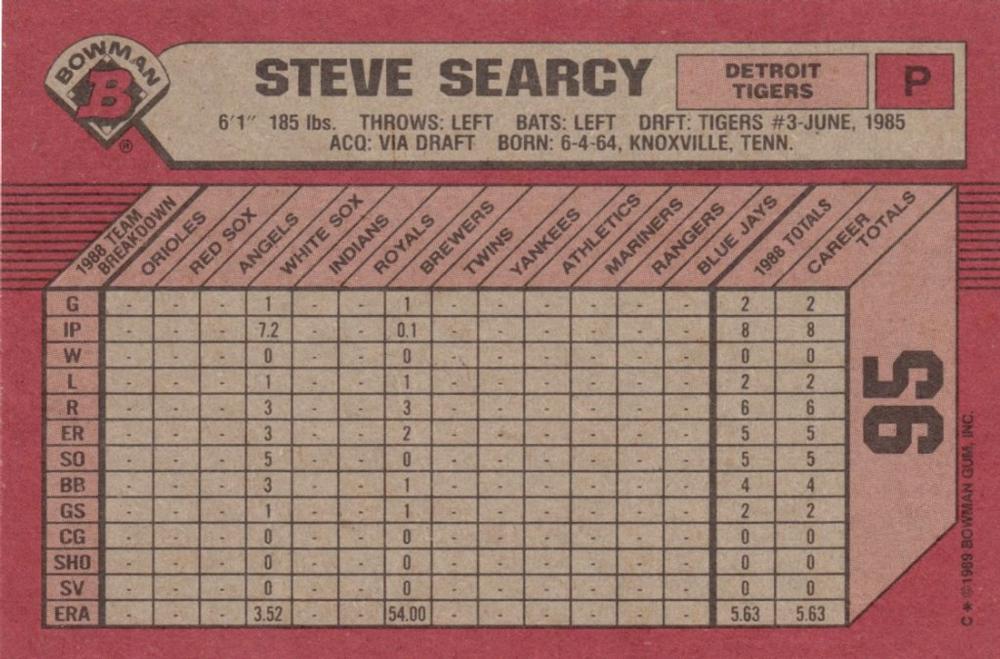 BOWMAN
B
®
STEVE SEARCY
DETROIT
TIGERS
P
6'1" 185 lbs. THROWS: LEFT BATS: LEFT DRFT: TIGERS #3-JUNE, 1985
ACQ: VIA DRAFT BORN: 6-4-64, KNOXVILLE, TENN.
1988 TEAM BREAKDOWN ORIOLES RED SOX ANGELS WHITE SOX INDIANS ROYALS BREWERS TWINS YANKEES ATHLETICS MARINERS RANGERS BLUE JAYS 1988 TOTALS CAREER TOTALS
G - - - 1 - - 1 - - - - - - 2 2
IP - - - 7.2 - - 0.1 - - - - - - 8 8
W - - - 0 - - 0 - - - - - - 0 0
L - - - 1 - - 1 - - - - - - 2 2
R - - - 3 - - 3 - - - - - - 6 6
ER - - - 3 - - 2 - - - - - - 5 5
SO - - - 5 - - 0 - - - - - - 5 5
BB - - - 3 - - 1 - - - - - - 4 4
GS - - - 1 - - 1 - - - - - - 2 2
CG - - - 0 - - 0 - - - - - - 0 0
SHO - - - 0 - - 0 - - - - - - 0 0
SV - - - 0 - - 0 - - - - - - 0 0
ERA - - - 3.52 - - 54.00 - - - - - - 5.63 5.63
95
C * © 1989 BOWMAN GUM, INC.